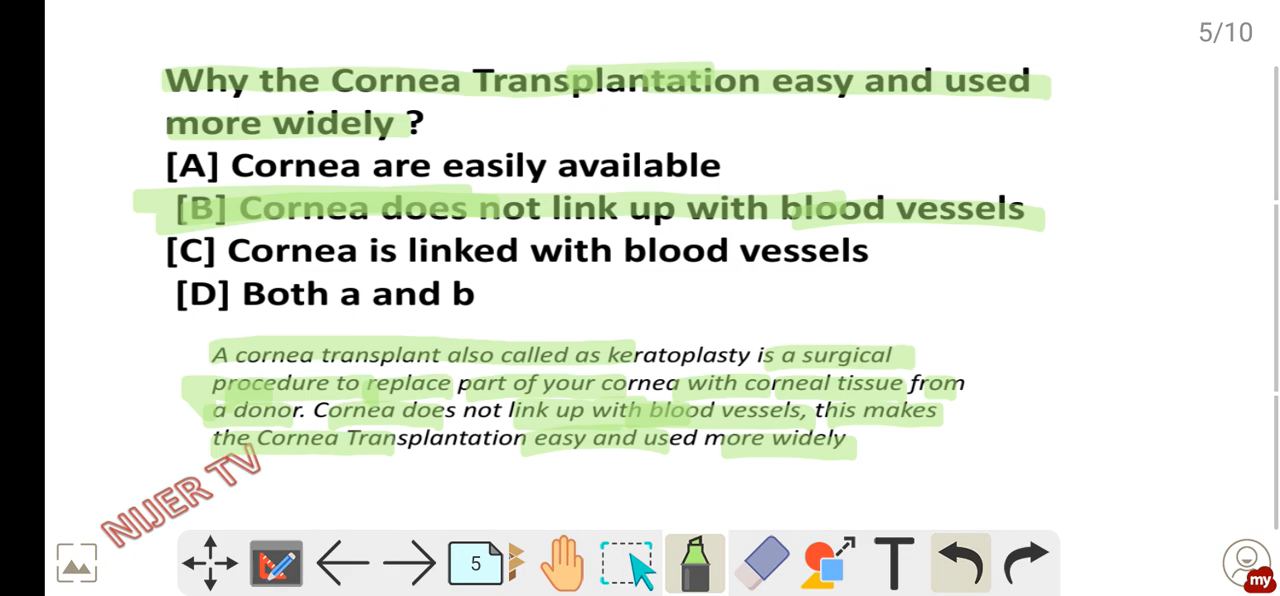 5/10
Why the Cornea Transplantation easy and used
more widely ?
[A] Cornea are easily available
[B] Cornea does not link up with blood vessels
[C] Cornea is linked with blood vessels
[D] Both a and b
A cornea transplant also called as keratoplasty is a surgical
procedure to replace part of your cornea with corneal tissue from
a donor. Cornea does not link up with blood vessels, this makes
the Cornea Transplantation easy and used more widely
NIJER TV
5
T
my